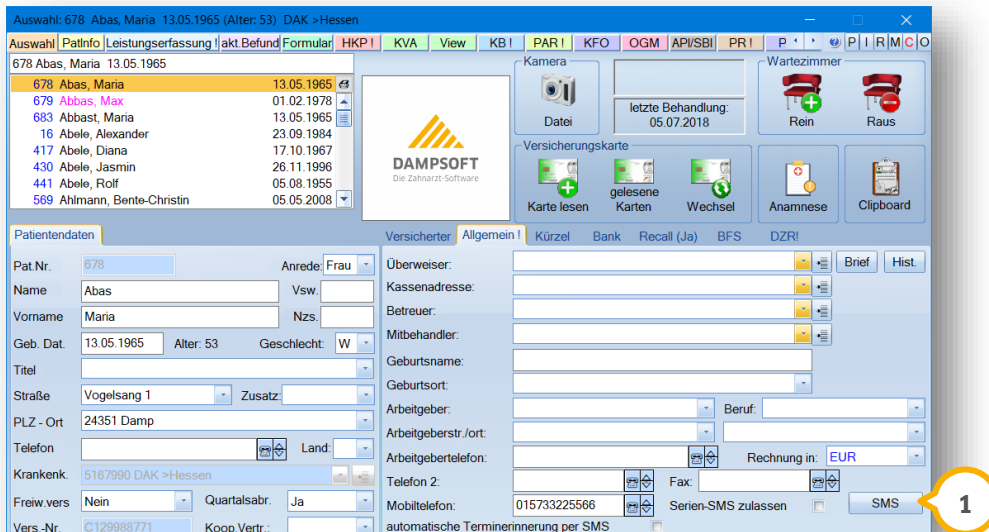 Auswahl: 678 Abas, Maria 13.05.1965 (Alter: 53) DAK >Hessen
Auswahl PatInfo Leistungserfassung ! akt.Befund Formular HKP ! KVA View KB ! PAR ! KFO OGM API/SBI PR ! P P I R M C O
678 Abas, Maria 13.05.1965
678 Abas, Maria 13.05.1965
679 Abbas, Max 01.02.1978
683 Abbast, Maria 13.05.1965
16 Abele, Alexander 23.09.1984
417 Abele, Diana 17.10.1967
430 Abele, Jasmin 26.11.1996
441 Abele, Rolf 05.08.1955
569 Ahlmann, Bente-Christin 05.05.2008
DAMPSOFT
Die Zahnarzt-Software
Kamera
Datei
letzte Behandlung:
05.07.2018
Wartezimmer
Rein Raus
Versichertungskarte
Karte lesen
gelesene
Karten
Wechsel
Anamnese
Clipboard
Patientendaten
Pat.Nr. 678 Anrede: Frau
Name Abas Vsw.
Vorname Maria Nzs.
Geb. Dat. 13.05.1965 Alter: 53 Geschlecht: W
Titel
Straße Vogelsang 1 Zusatz:
PLZ - Ort 24351 Damp
Telefon Land:
Krankenk. 5167990 DAK >Hessen
Freiw.vers Nein Quartalsabr. Ja
Vers.-Nr. C129988771 Koop.Vertr.:
Versicherter Allgemein ! Kürzel Bank Recall (Ja) BFS DZR!
Überweiser: Brief Hist.
Kassenadresse:
Betreuer:
Mitbehandler:
Geburtsname:
Geburtsort:
Arbeitgeber: Beruf:
Arbeitgeberstr./ort:
Arbeitgebertelefon: Rechnung in: EUR
Telefon 2: Fax:
Mobiltelefon: 015733225566 Serien-SMS zulassen SMS
automatische Terminerinnerung per SMS
1